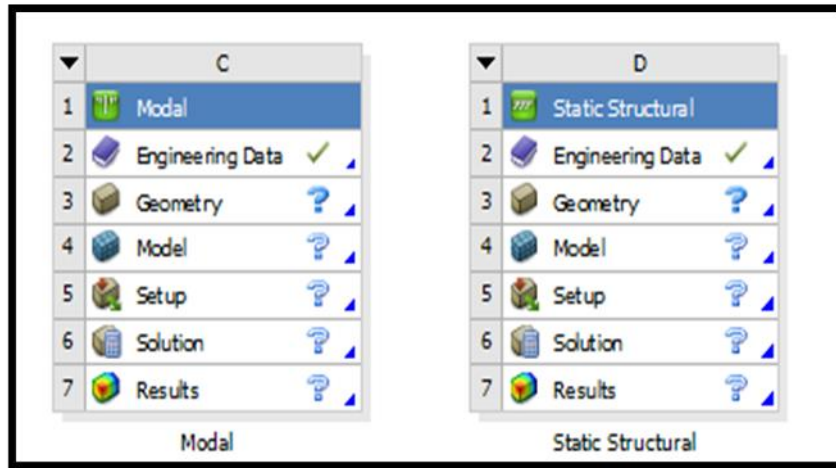 C
1 Modal
2 Engineering Data
3 Geometry ?
4 Model ?
5 Setup ?
6 Solution ?
7 Results ?
Modal
D
1 Static Structural
2 Engineering Data
3 Geometry ?
4 Model ?
5 Setup ?
6 Solution ?
7 Results ?
Static Structural